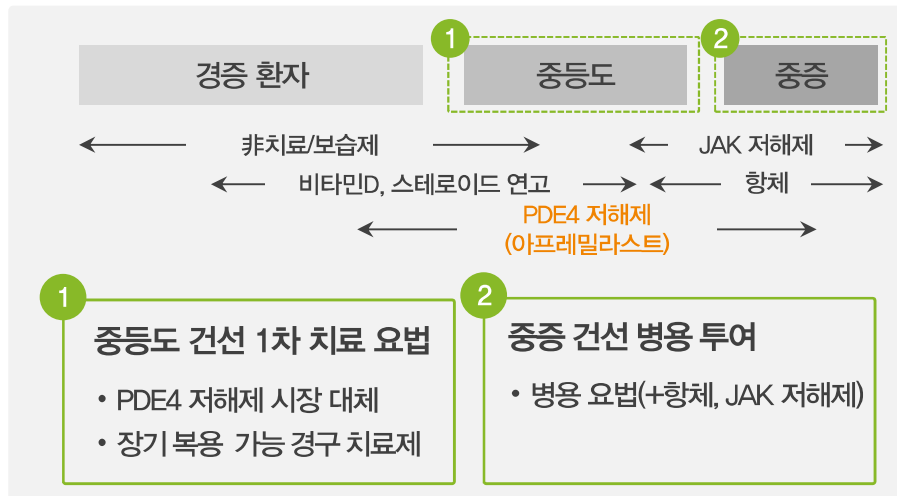 1
2
경증 환자
중등도
중증
非치료/보습제
JAK 저해제
비타민D, 스테로이드 연고
항체
PDE4 저해제
(아프레밀라스트)
1
중등도 건선 1차 치료 요법
• PDE4 저해제 시장 대체
• 장기 복용 가능 경구 치료제
2
중증 건선 병용 투여
• 병용 요법(+항체, JAK 저해제)